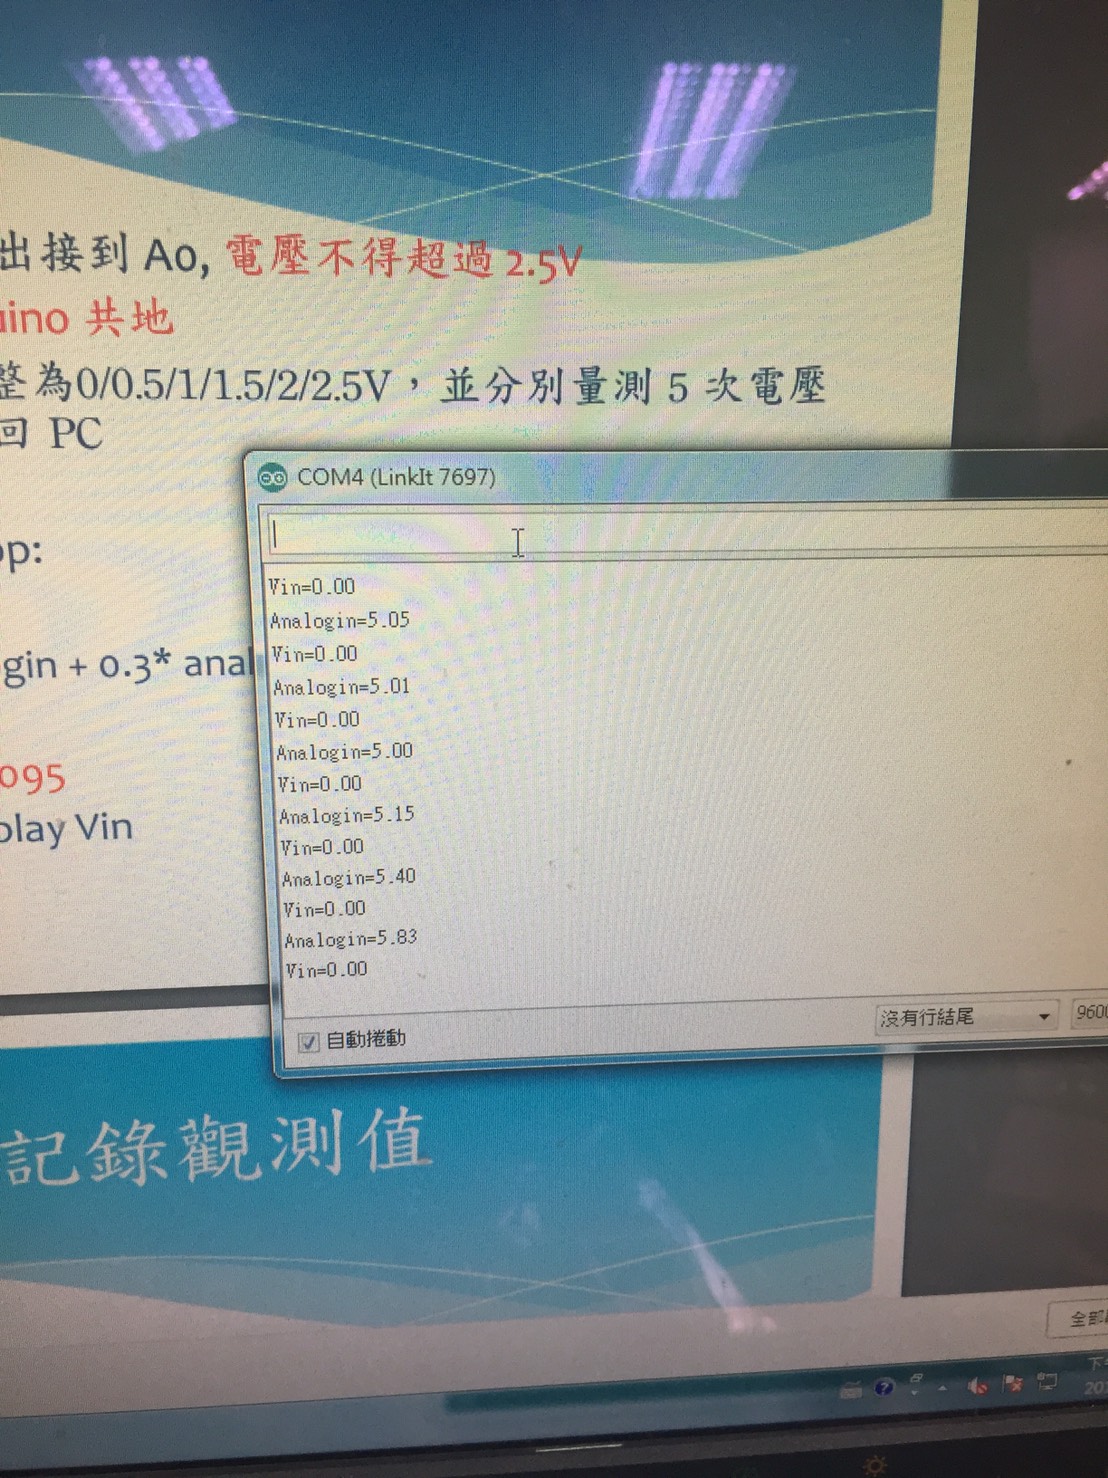 出接到 A0, 電壓不得超過 2.5V
uino 共地
整為0/0.5/1/1.5/2/2.5V，並分別量測 5 次電壓
回 PC
op:
gin + 0.3* anal
095
play Vin
COM4 (LinkIt 7697)
Vin=0.00
Analogin=5.05
Vin=0.00
Analogin=5.01
Vin=0.00
Analogin=5.00
Vin=0.00
Analogin=5.15
Vin=0.00
Analogin=5.40
Vin=0.00
Analogin=5.83
Vin=0.00
自動捲動
沒有行結尾
960
記錄觀測值
全部
下
20